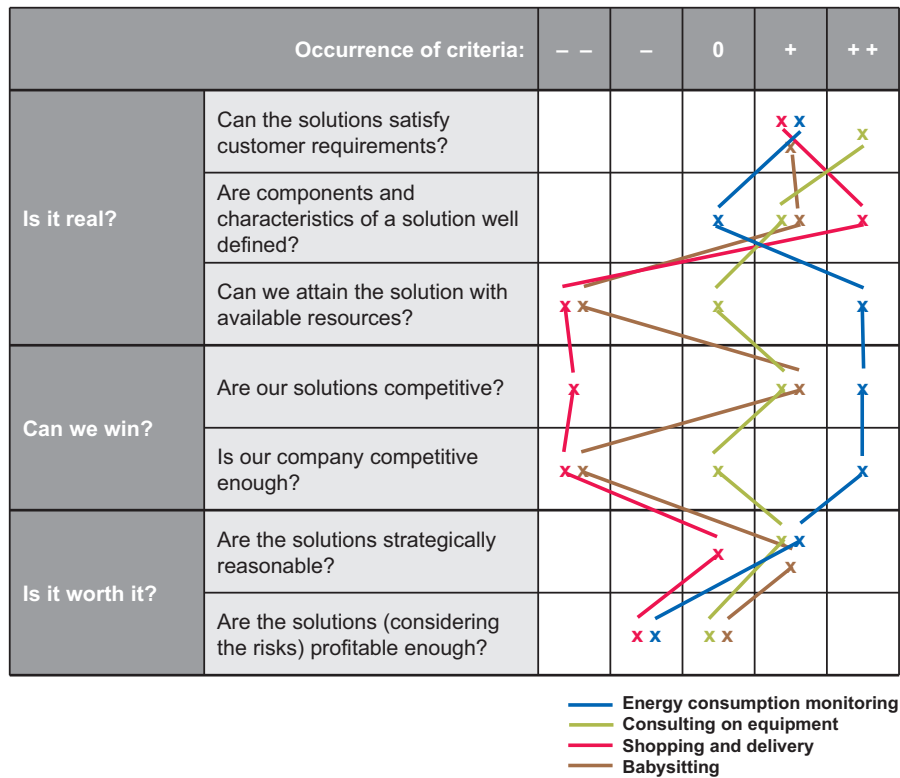 Occurrence of criteria: – – – 0 + + +
Can the solutions satisfy
customer requirements?
x x
x
x
Is it real?
Are components and
characteristics of a solution well
defined?
x x x x
Can we attain the solution with
available resources?
x x x x
Can we win?
Are our solutions competitive?
x x x x
Is our company competitive
enough?
x x x x
Is it worth it?
Are the solutions strategically
reasonable?
x x
x
x
Are the solutions (considering
the risks) profitable enough?
x x x x
Energy consumption monitoring
Consulting on equipment
Shopping and delivery
Babysitting